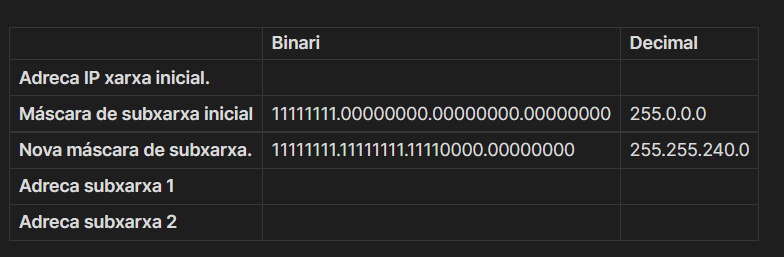 Binari Decimal
Adreca IP xarxa inicial.
Máscara de subxarxa inicial 11111111.00000000.00000000.00000000 255.0.0.0
Nova máscara de subxarxa. 11111111.11111111.11110000.00000000 255.255.240.0
Adreca subxarxa 1
Adreca subxarxa 2